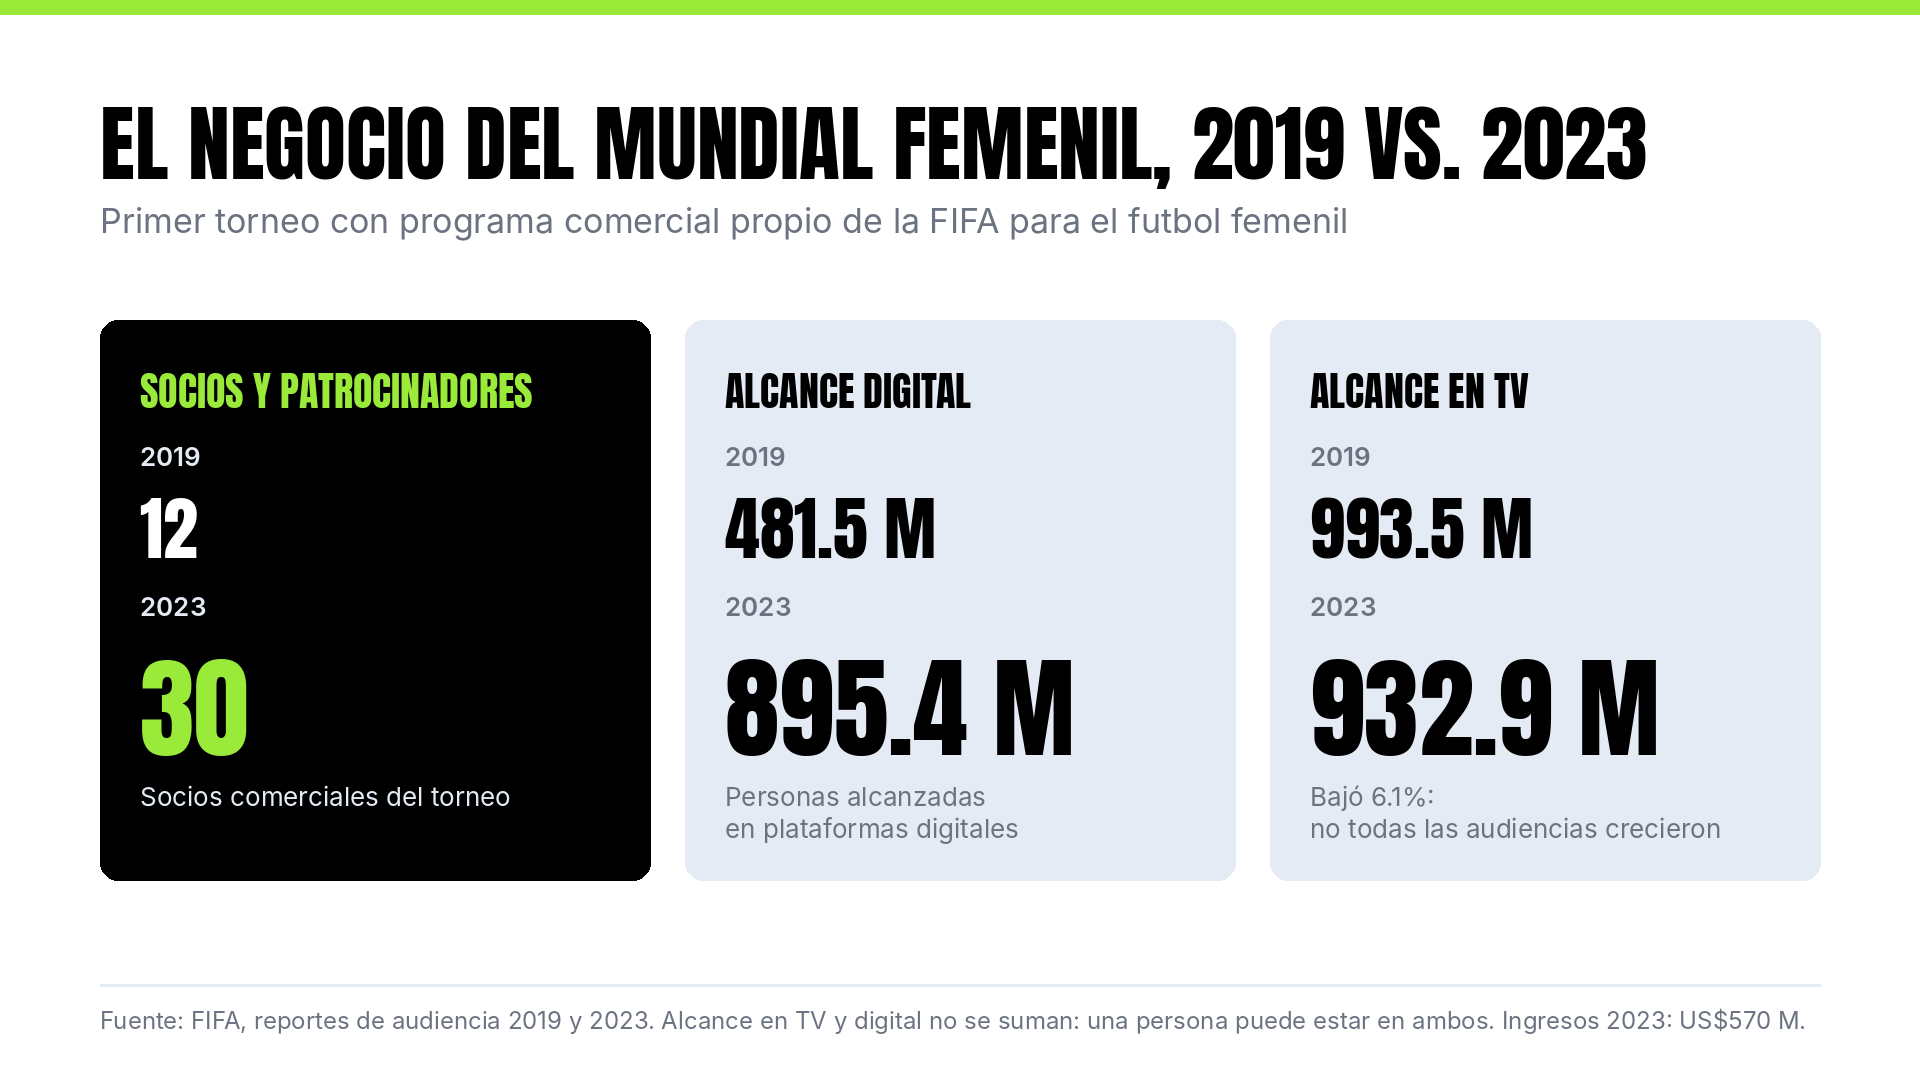 EL NEGOCIO DEL MUNDIAL FEMENIL, 2019 VS. 2023
Primer torneo con programa comercial propio de la FIFA para el futbol femenil
SOCIOS Y PATROCINADORES
2019
12
2023
30
Socios comerciales del torneo
ALCANCE DIGITAL
2019
481.5 M
2023
895.4 M
Personas alcanzadas
en plataformas digitales
ALCANCE EN TV
2019
993.5 M
2023
932.9 M
Bajó 6.1%:
no todas las audiencias crecieron
Fuente: FIFA, reportes de audiencia 2019 y 2023. Alcance en TV y digital no se suman: una persona puede estar en ambos. Ingresos 2023: US$570 M.